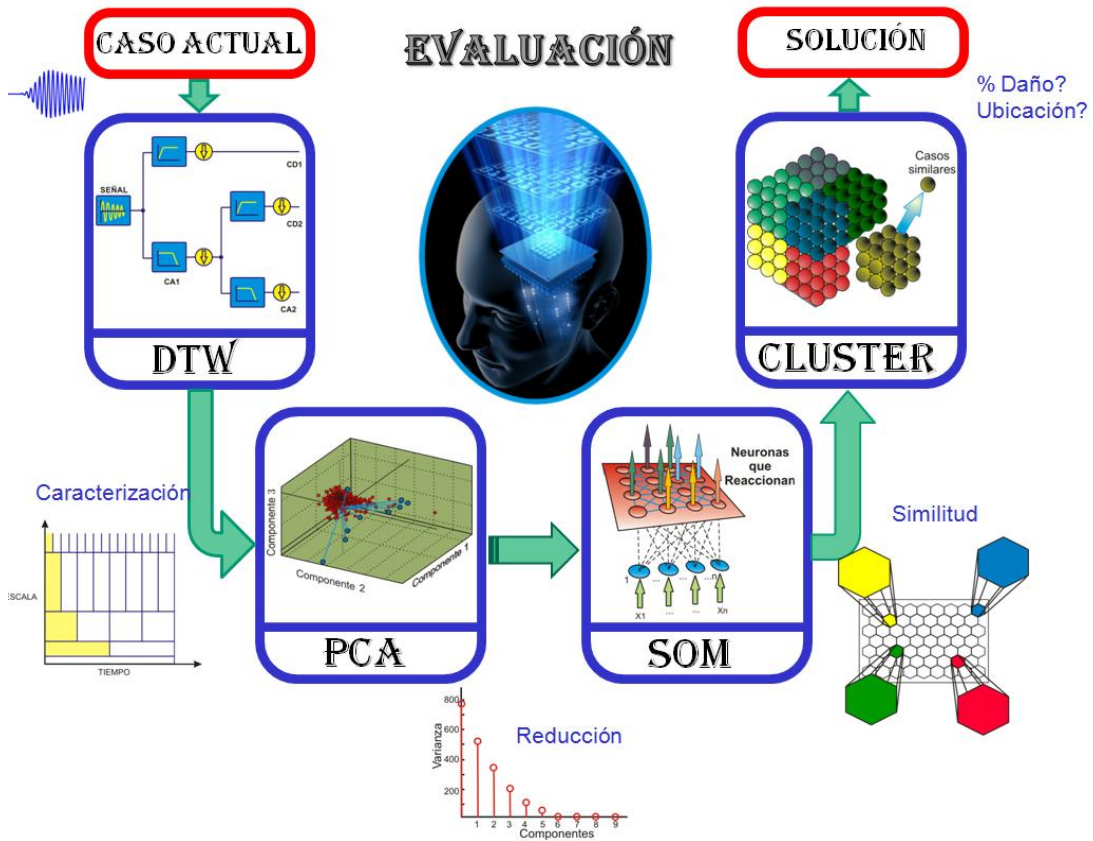 CASO ACTUAL
EVALUACIÓN
SOLUCIÓN
% Daño?
Ubicación?
SEÑAL
CD1
CD2
CA1
CA2
DTW
Casos
similares
CLUSTER
Caracterización
ESCALA
TIEMPO
Componente 3
Componente 2
Componente 1
PCA
Neuronas
que
Reaccionan
1
...
...
...n
X1
...
...
Xn
SOM
Similitud
Reducción
Varianza
800
600
400
200
1 2 3 4 5 6 7 8 9
Componentes